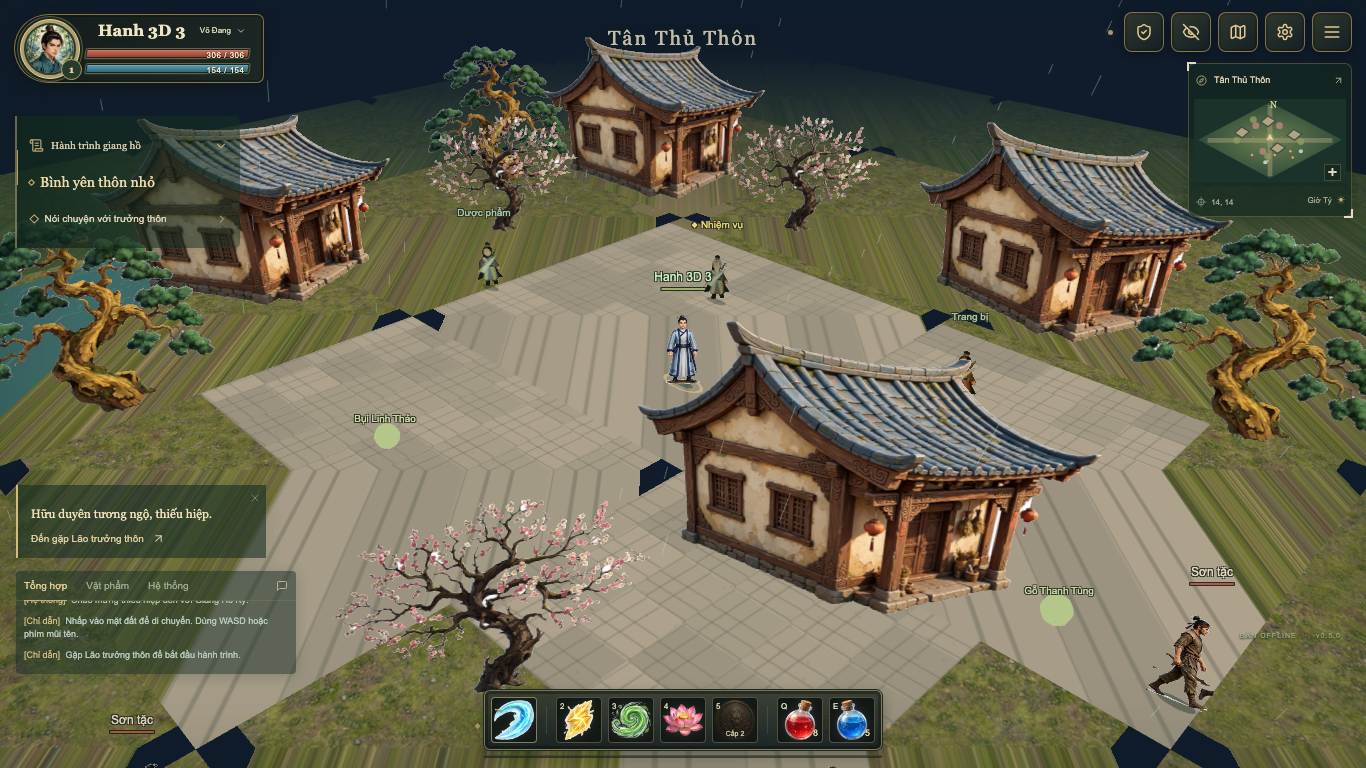 Hanh 3D 3
Võ Đang
306 / 306
154 / 154
1
Tân Thủ Thôn
Tân Thủ Thôn
N
14, 14
Giờ Tý
Hành trình giang hồ
Bình yên thôn nhỏ
Nói chuyện với trưởng thôn
Dược phẩm
Nhiệm vụ
Hanh 3D 3
Trang bị
Bụi Linh Thảo
Hữu duyên tương ngộ, thiếu hiệp.
Đến gặp Lão trưởng thôn
Tổng hợp
Vật phẩm
Hệ thống
[Chỉ dẫn] Nhấp vào mặt đất để di chuyển. Dùng WASD hoặc
phím mũi tên.
[Chỉ dẫn] Gặp Lão trưởng thôn để bắt đầu hành trình.
Sơn tặc
Gỗ Thanh Tùng
BẢN OFFLINE
v0.5.0
Sơn tặc
2
3
4
5
Cấp 2
Q
8
E
5